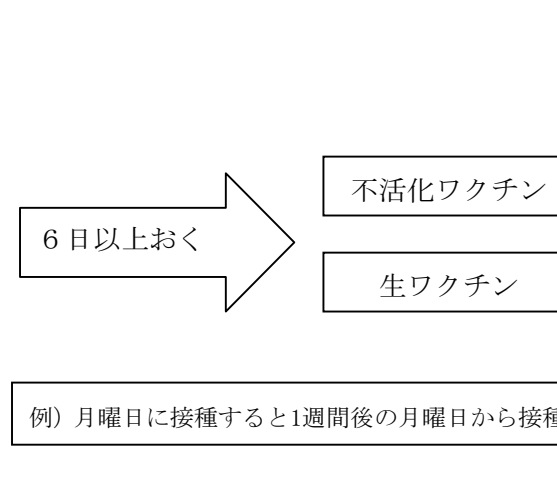 不活化ワクチン
６日以上おく
生ワクチン
例）月曜日に接種すると1週間後の月曜日から接種